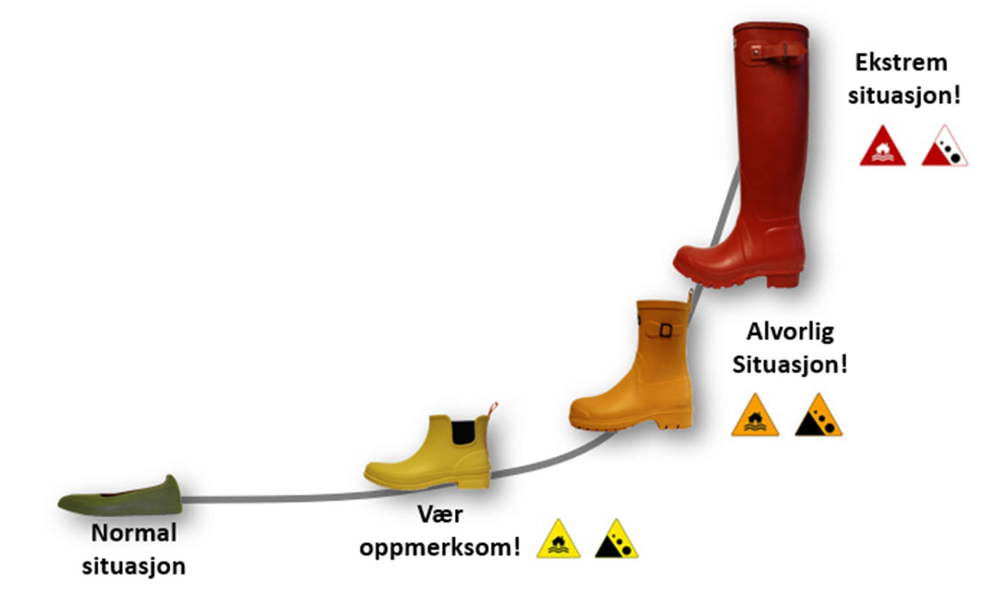 Ekstrem
situasjon!
Alvorlig
Situasjon!
Vær
oppmerksom!
Normal
situasjon